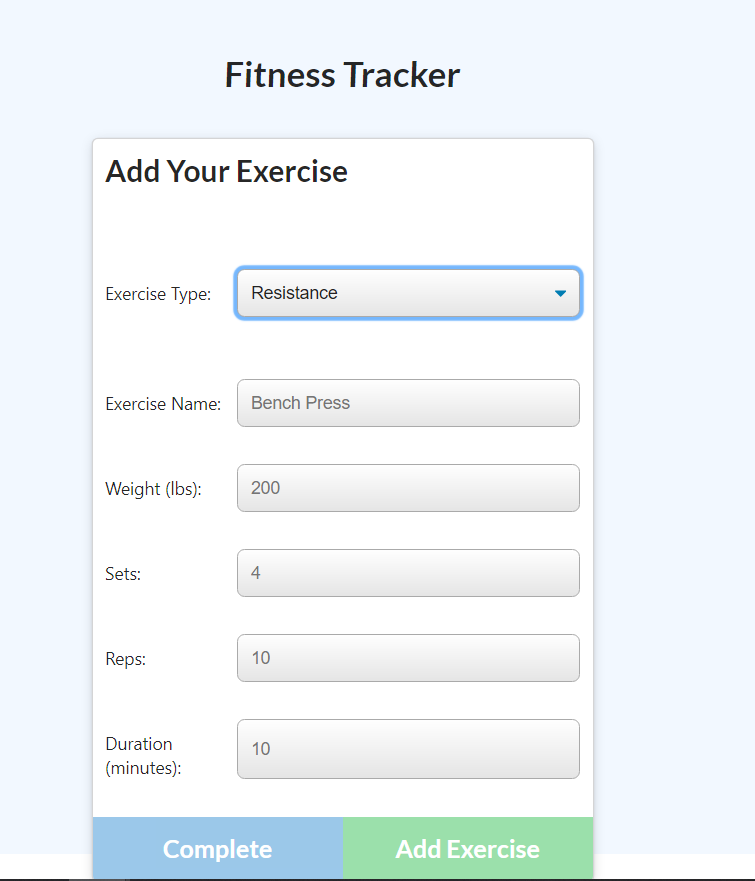 Fitness Tracker
Add Your Exercise
Exercise Type: Resistance
Exercise Name: Bench Press
Weight (lbs): 200
Sets: 4
Reps: 10
Duration
(minutes): 10
Complete Add Exercise